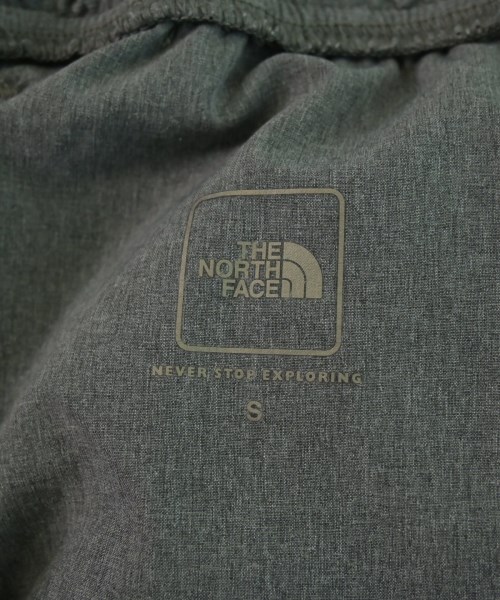 THE
NORTH
FACE
NEVER STOP EXPLORING
S